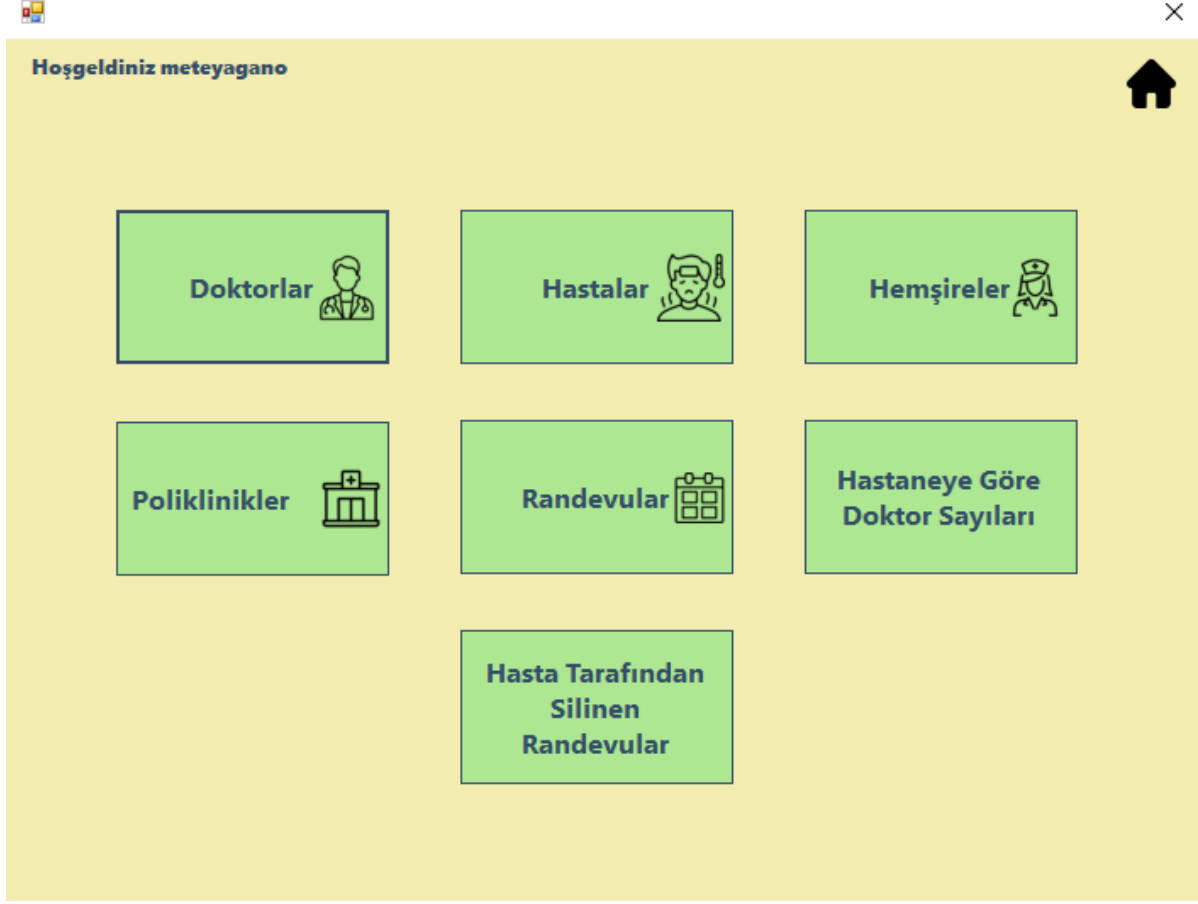 Hoşgeldiniz meteyagano
Doktorlar
Hastalar
Hemşireler
Poliklinikler
Randevular
Hastaneye Göre
Doktor Sayıları
Hasta Tarafından
Silinen
Randevular